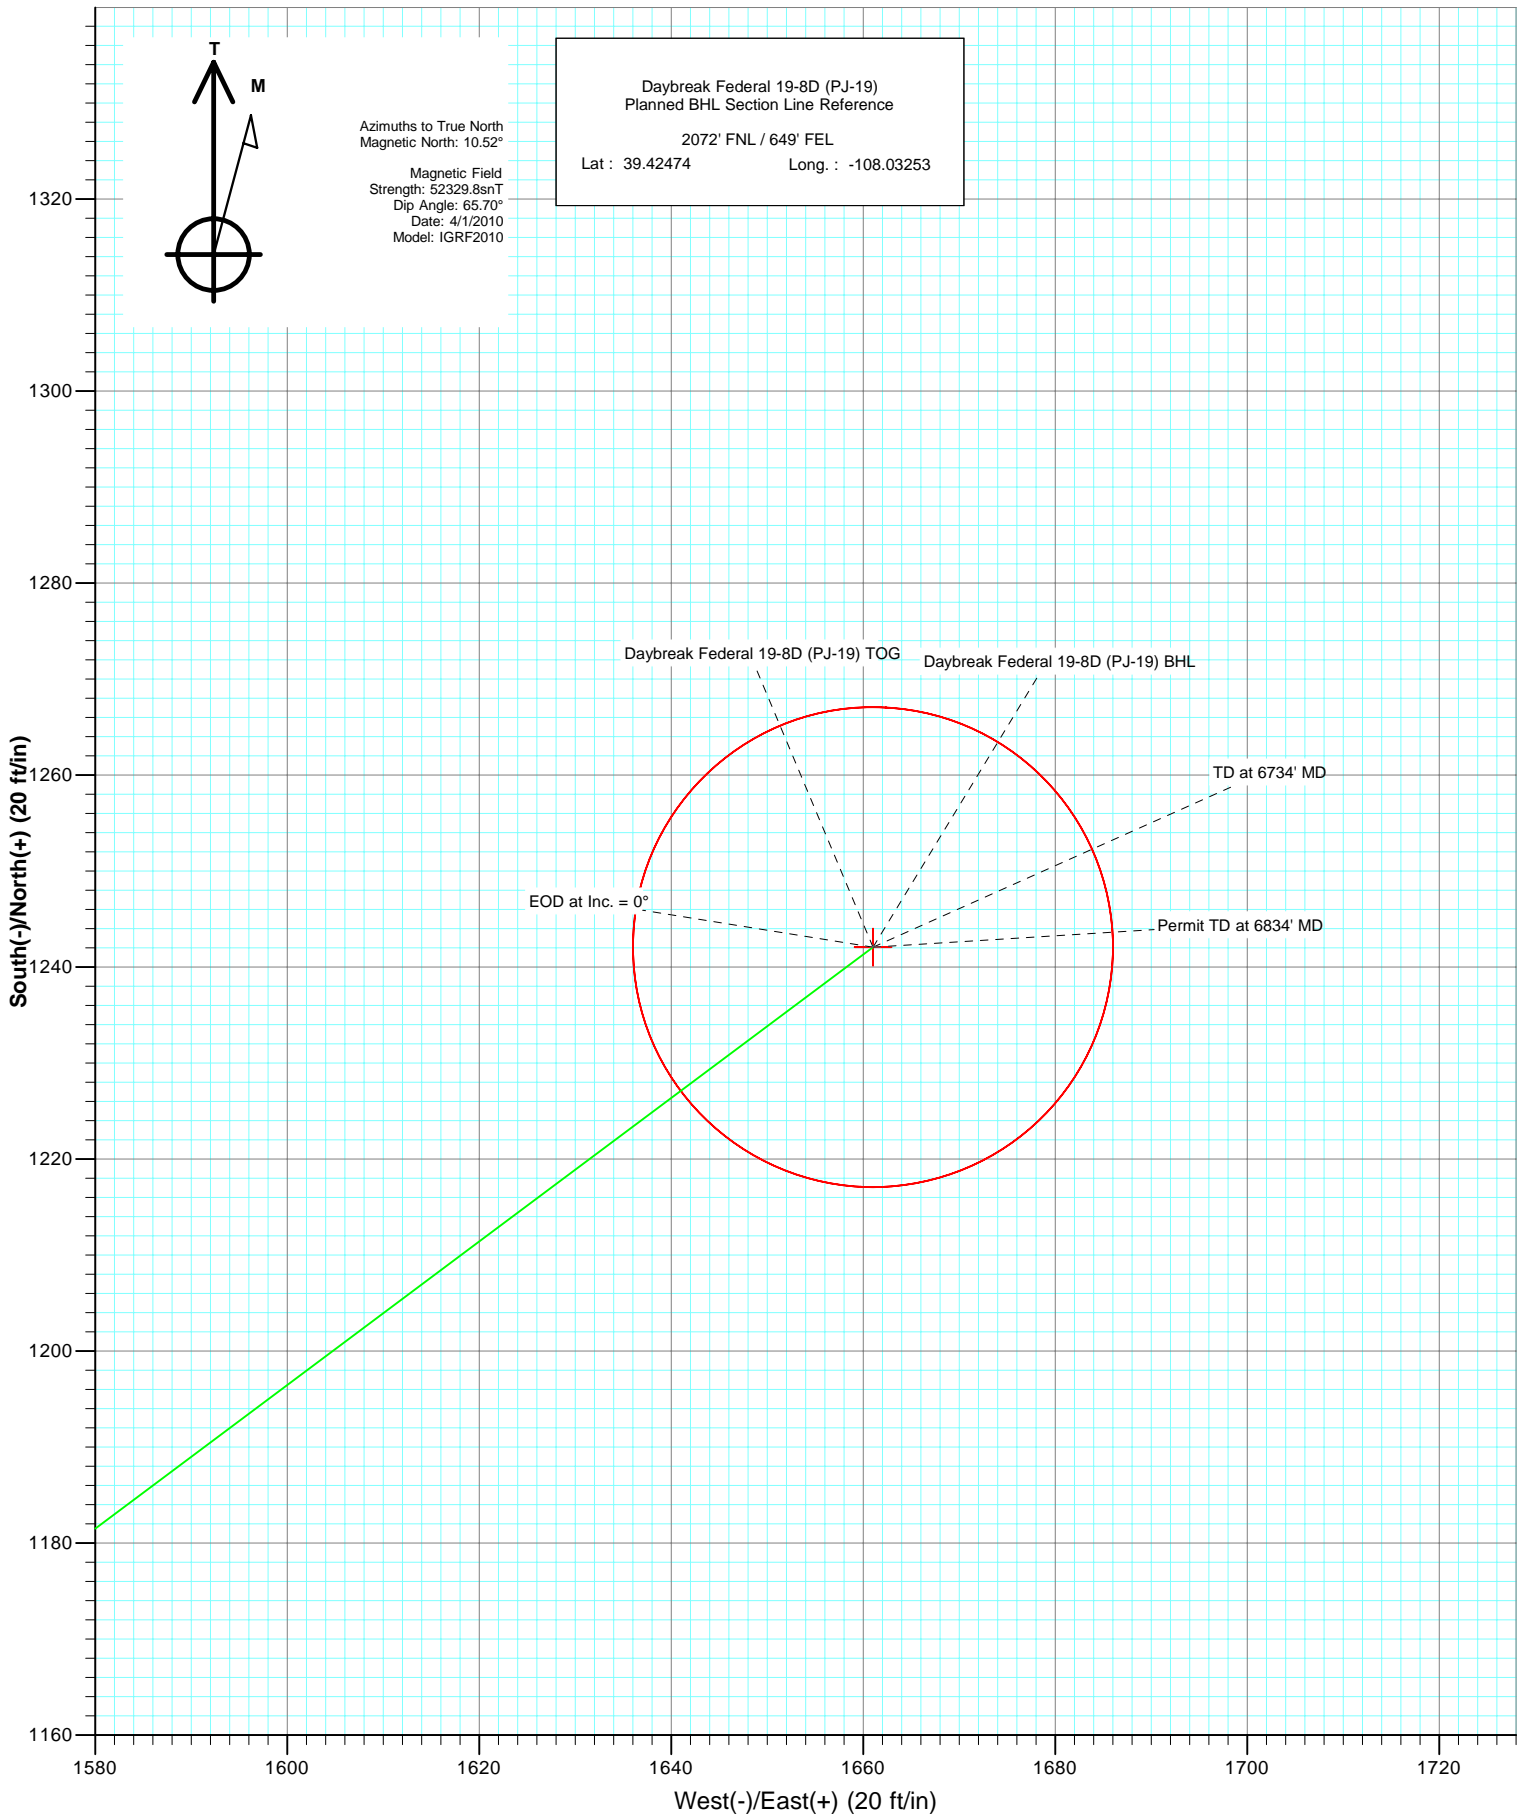 T
M
Azimuths to True North
Magnetic North: 10.52°
Magnetic Field
Strength: 52329.8snT
Dip Angle: 65.70°
Date: 4/1/2010
Model: IGRF2010
Daybreak Federal 19-8D (PJ-19)
Planned BHL Section Line Reference
2072' FNL / 649' FEL
Lat : 39.42474 Long. : -108.03253
South(-)/North(+) (20 ft/in)
1320
1300
1280
1260
1240
1220
1200
1180
1160
Daybreak Federal 19-8D (PJ-19) TOG
Daybreak Federal 19-8D (PJ-19) BHL
TD at 6734' MD
EOD at Inc. = 0°
Permit TD at 6834' MD
1580 1600 1620 1640 1660 1680 1700 1720
West(-)/East(+) (20 ft/in)